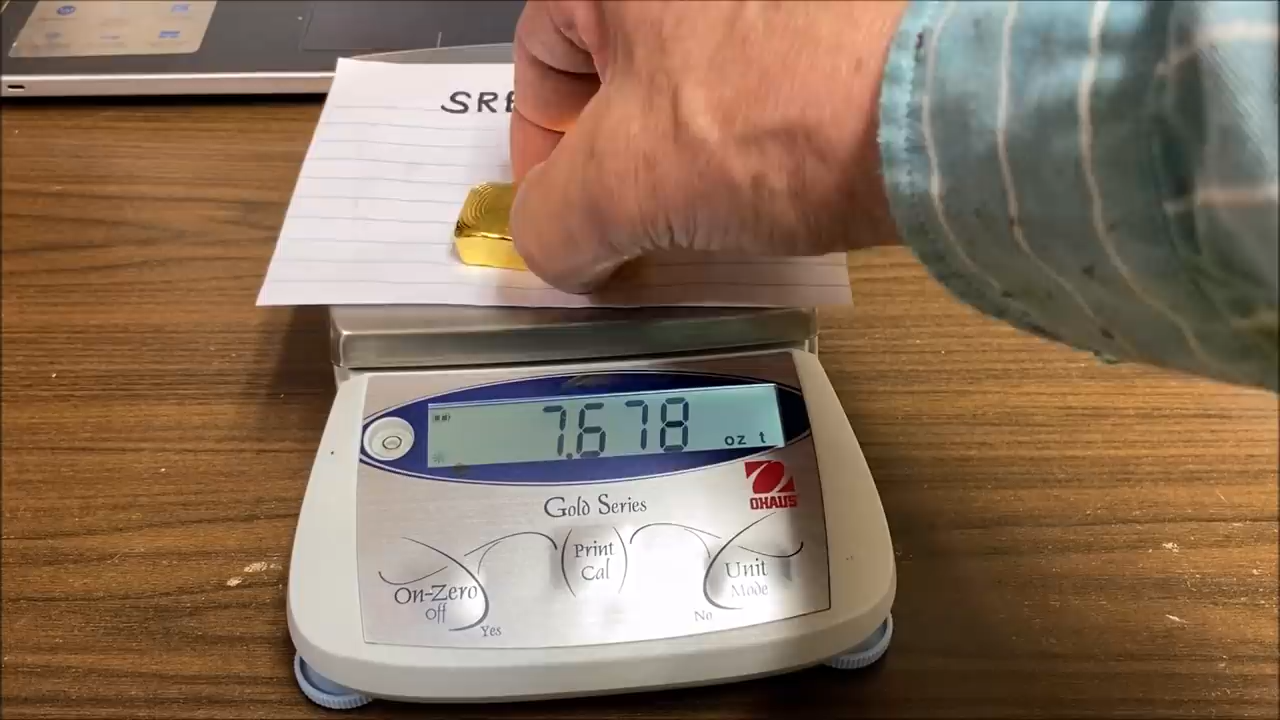 SRE
7.678 oz t
OHAUS
Gold Series
Print
Cal
On-Zero
Off
Yes
Unit
Mode
No